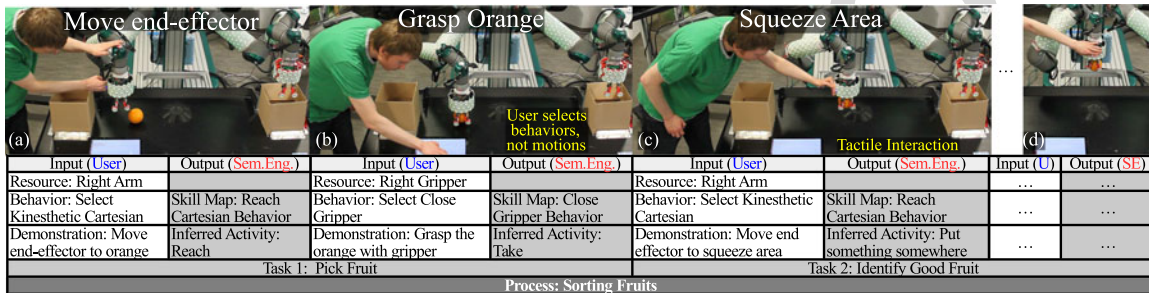 Move end-effector
Grasp Orange
Squeeze Area
...
(a)
(b)
User selects
behaviors,
not motions
(c)
Tactile Interaction
(d)
Input (User)
Output (Sem.Eng.)
Input (User)
Output (Sem.Eng.)
Input (User)
Output (Sem.Eng.)
Input (U)
Output (SE)
Resource: Right Arm
Resource: Right Gripper
Resource: Right Arm
...
...
Behavior: Select
Kinesthetic Cartesian
Skill Map: Reach
Cartesian Behavior
Behavior: Select Close
Gripper
Skill Map: Close
Gripper Behavior
Behavior: Select Kinesthetic
Cartesian
Skill Map: Reach
Cartesian Behavior
...
...
Demonstration: Move
end-effector to orange
Inferred Activity:
Reach
Demonstration: Grasp the
orange with gripper
Inferred Activity:
Take
Demonstration: Move end
effector to squeeze area
Inferred Activity: Put
something somewhere
...
...
Task 1: Pick Fruit
Task 2: Identify Good Fruit
Process: Sorting Fruits